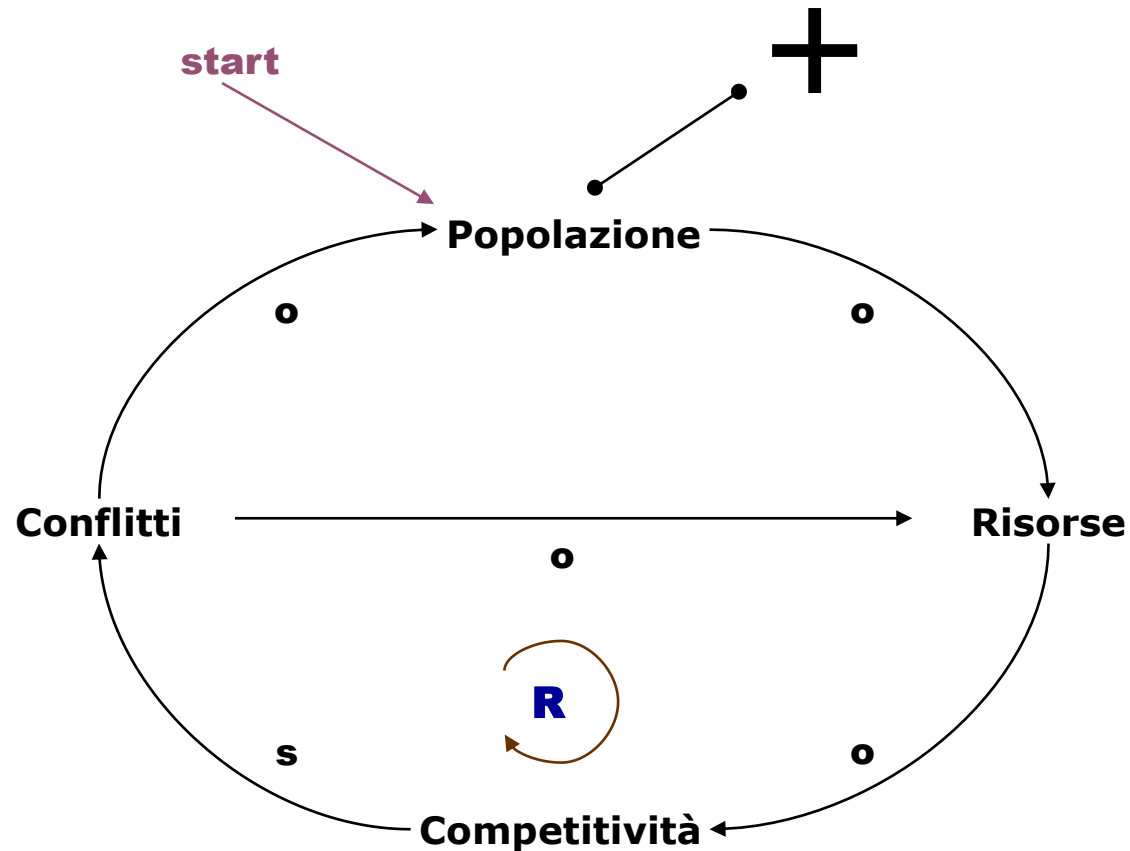 start
+
Popolazione
o
o
Conflitti
Risorse
o
R
s
o
Competitività